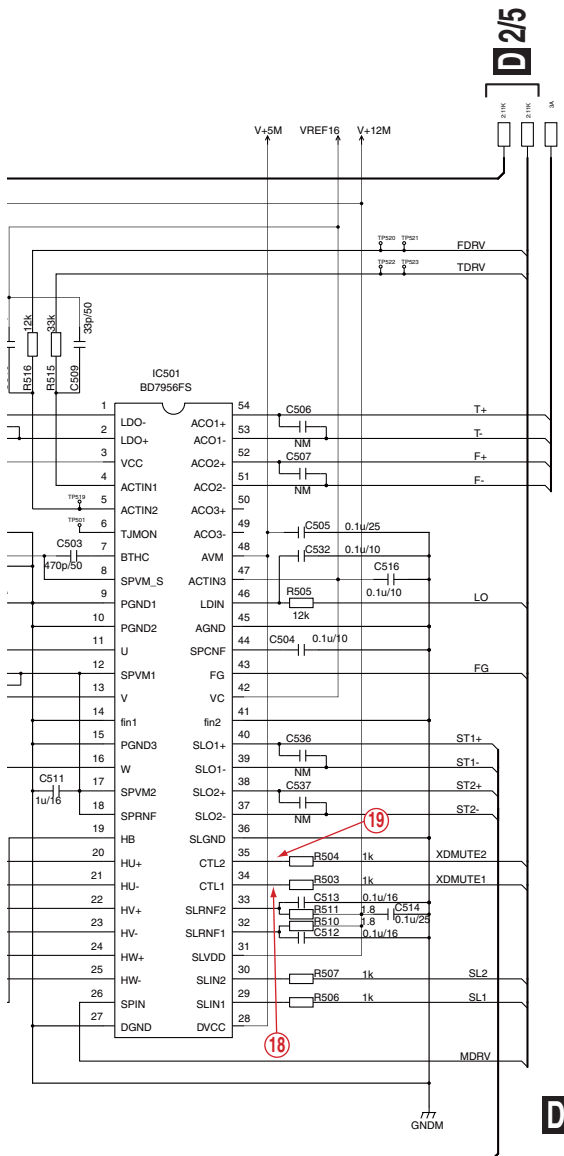 D 2/5
2.11K
2.11K
3A
V+5M VREF16 V+12M
TP520 TP521 FDRV
TP522 TP523 TDRV
R516 12k
R515 33k
C509 33p/50
IC501
BD7956FS
1 LDO- ACO1+ 54 C506 NM T+
2 LDO+ ACO1- 53 T-
3 VCC ACO2+ 52 C507 NM F+
4 ACTIN1 ACO2- 51 F-
TP519 5 ACTIN2 ACO3+ 50
TP501 6 TJMON ACO3- 49 C505 0.1u/25
C503 470p/50 7 BTHC AVM 48 C532 0.1u/10
8 SPVM_S ACTIN3 47 C516 0.1u/10
9 PGND1 LDIN 46 R505 12k LO
10 PGND2 AGND 45
11 U SPCNF 44 C504 0.1u/10
12 SPVM1 FG 43 FG
13 V VC 42
14 fin1 fin2 41
15 PGND3 SLO1+ 40 C536 NM ST1+
16 W SLO1- 39 ST1-
C511 1u/16 17 SPVM2 SLO2+ 38 C537 NM ST2+
18 SPRNF SLO2- 37 ST2-
19 HB SLGND 36
19
20 HU+ CTL2 35 R504 1k XDMUTE2
21 HU- CTL1 34 R503 1k XDMUTE1
22 HV+ SLRNF2 33 C513 0.1u/16
R511 1.8 C514 0.1u/25
23 HV- SLRNF1 32 R510 1.8
C512 0.1u/16
24 HW+ SLVDD 31
25 HW- SLIN2 30 R507 1k SL2
26 SPIN SLIN1 29 R506 1k SL1
27 DGND DVCC 28
18
MDRV
GNDM
D